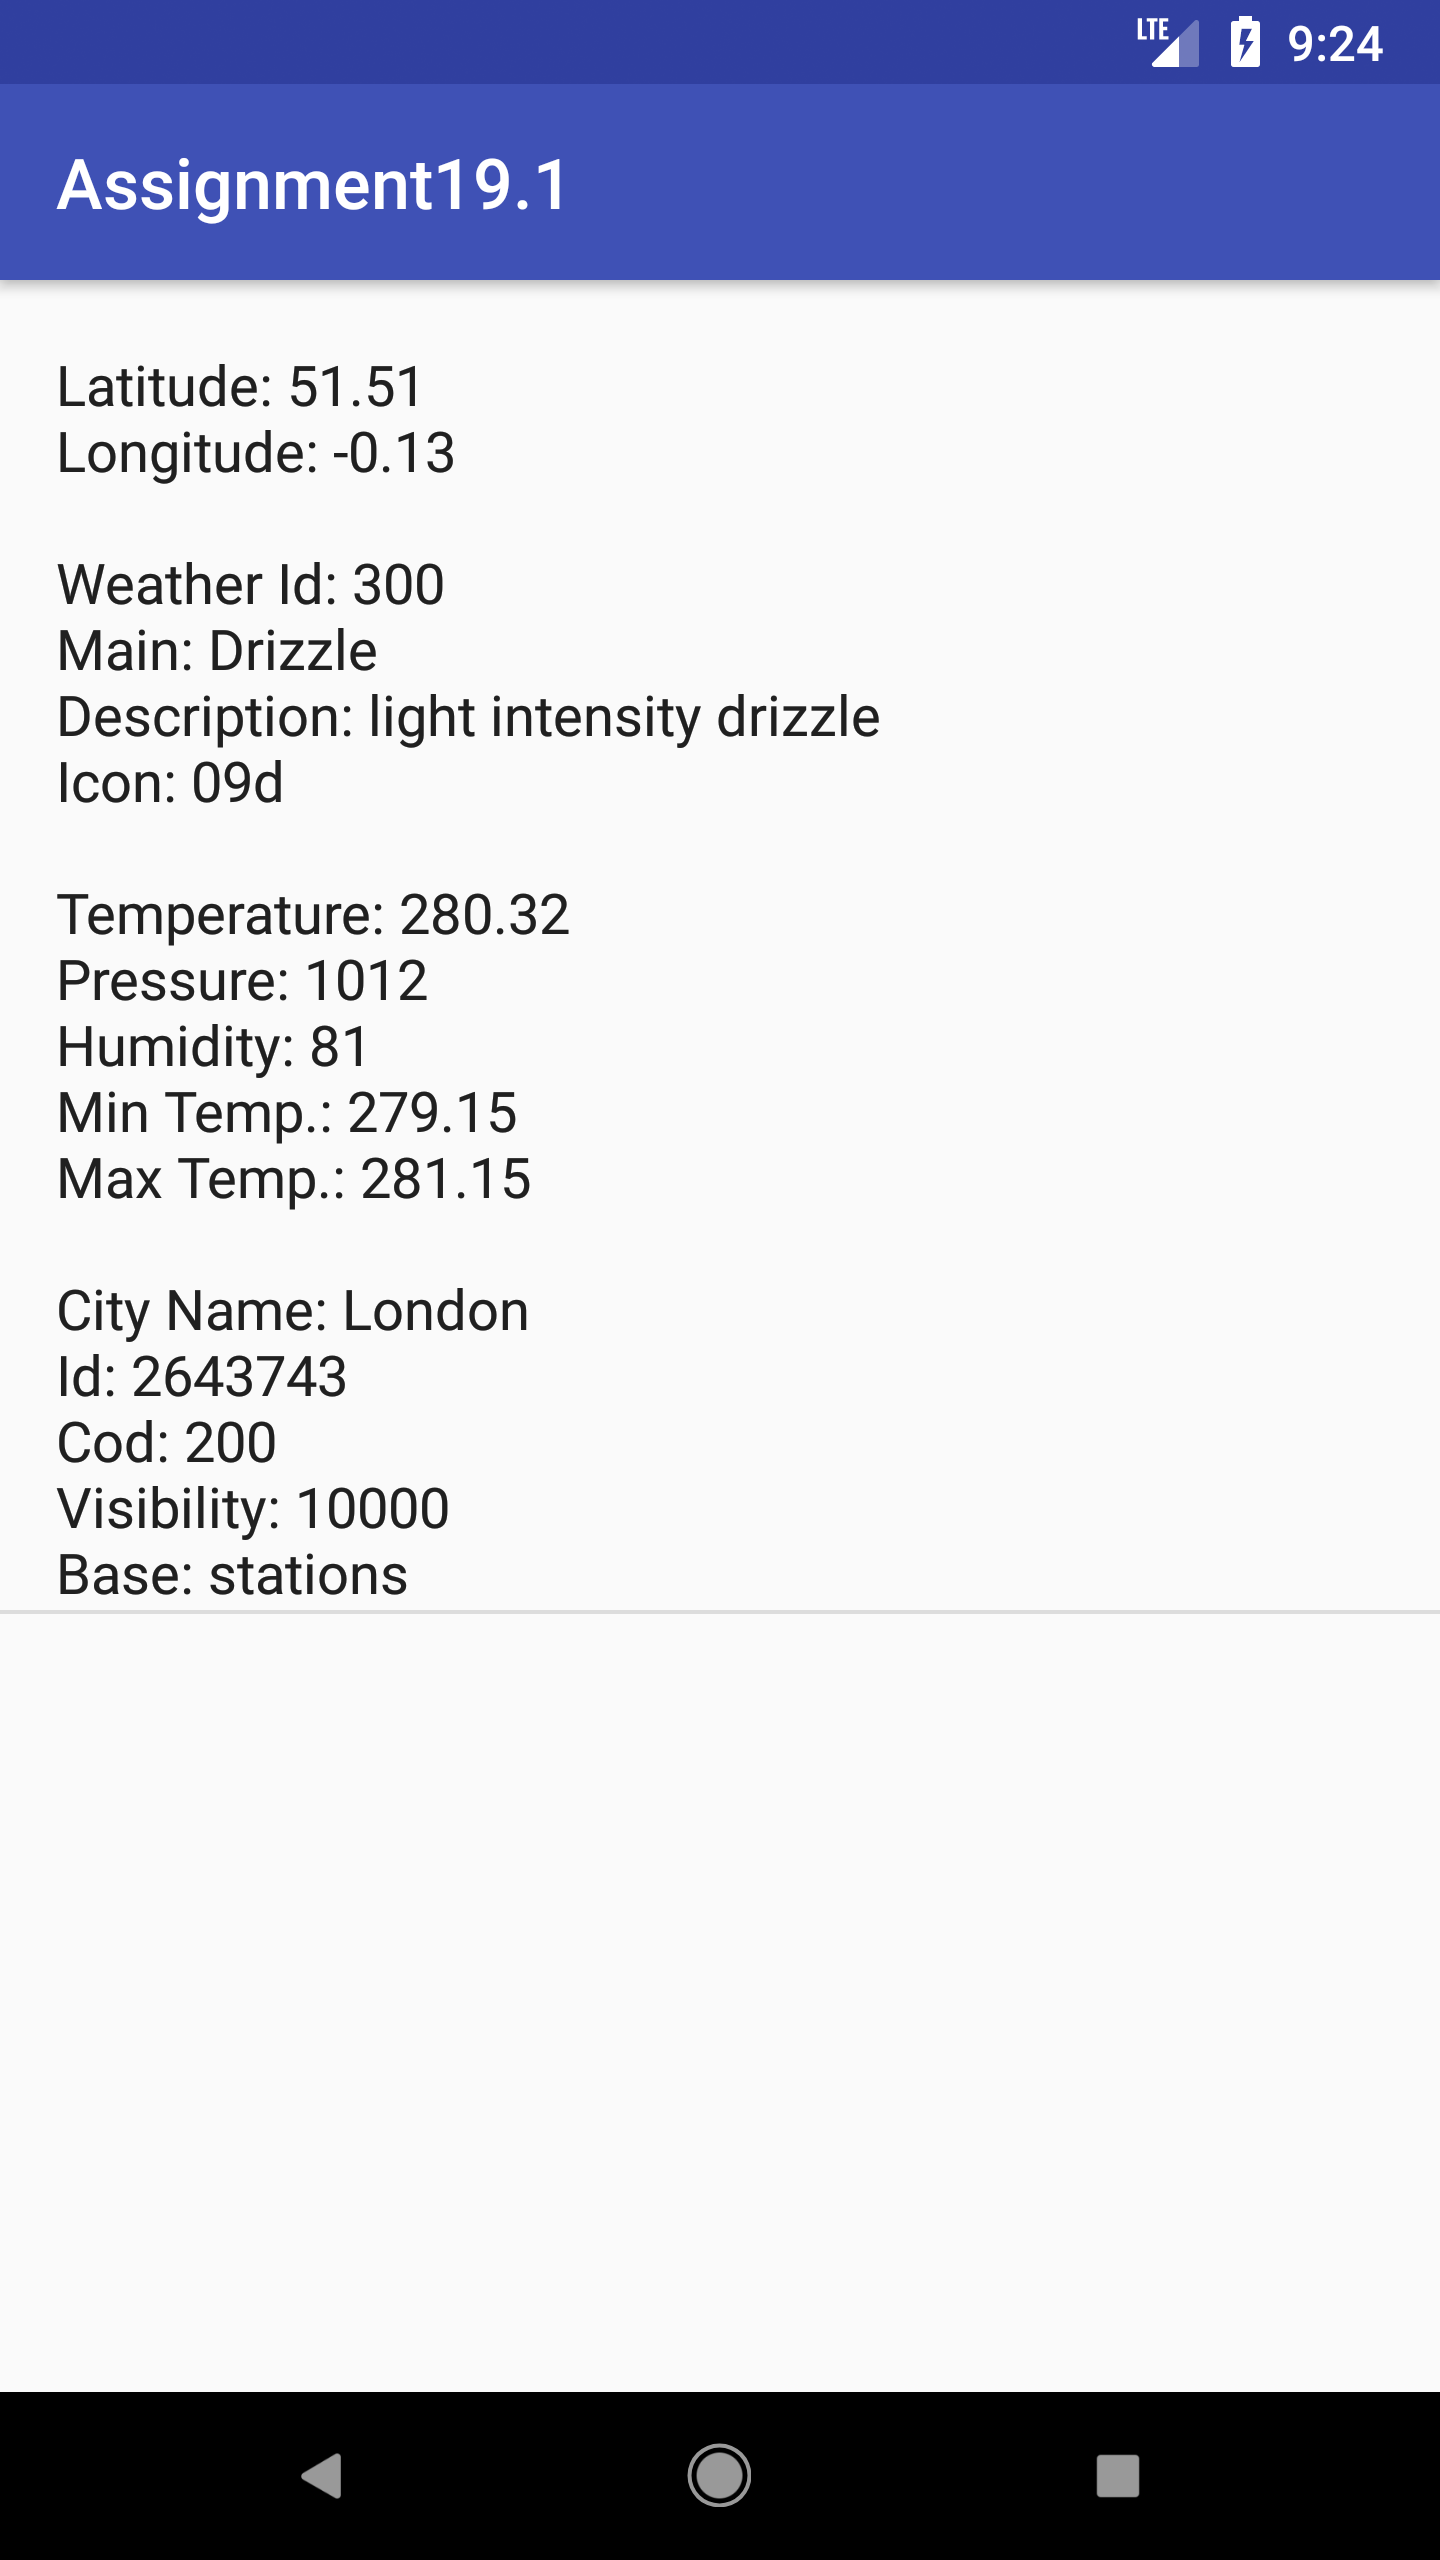 LTE 9:24
Assignment19.1
Latitude: 51.51
Longitude: -0.13
Weather Id: 300
Main: Drizzle
Description: light intensity drizzle
Icon: 09d
Temperature: 280.32
Pressure: 1012
Humidity: 81
Min Temp.: 279.15
Max Temp.: 281.15
City Name: London
Id: 2643743
Cod: 200
Visibility: 10000
Base: stations